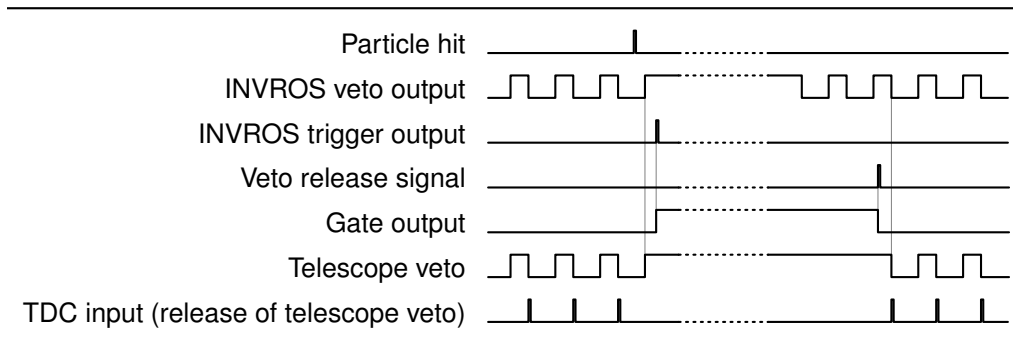 Particle hit
INVROS veto output
INVROS trigger output
Veto release signal
Gate output
Telescope veto
TDC input (release of telescope veto)